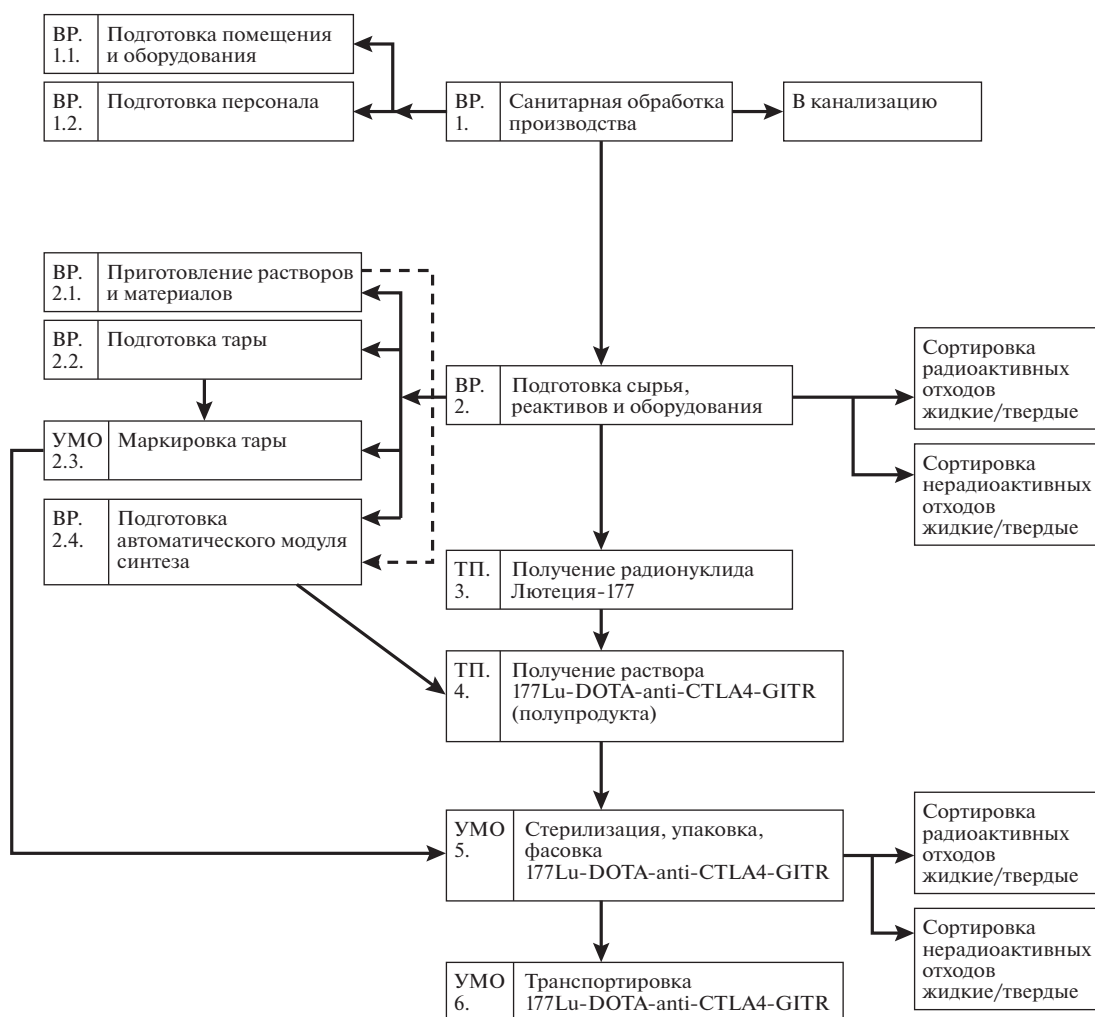 ВР.
1.1.
Подготовка помещения
и оборудования
ВР.
1.2.
Подготовка персонала
ВР.
1.
Санитарная обработка
производства
В канализацию
ВР.
2.1.
Приготовление растворов
и материалов
ВР.
2.2.
Подготовка тары
УМО
2.3.
Маркировка тары
ВР.
2.4.
Подготовка
автоматического модуля
синтеза
ВР.
2.
Подготовка сырья,
реактивов и оборудования
Сортировка
радиоактивных
отходов
жидкие/твердые
Сортировка
нерадиоактивных
отходов
жидкие/твердые
ТП.
3.
Получение радионуклида
Лютеция-177
ТП.
4.
Получение раствора
177Lu-DOTA-anti-CTLA4-GITR
(полупродукта)
УМО
5.
Стерилизация, упаковка,
фасовка
177Lu-DOTA-anti-CTLA4-GITR
Сортировка
радиоактивных
отходов
жидкие/твердые
Сортировка
нерадиоактивных
отходов
жидкие/твердые
УМО
6.
Транспортировка
177Lu-DOTA-anti-CTLA4-GITR